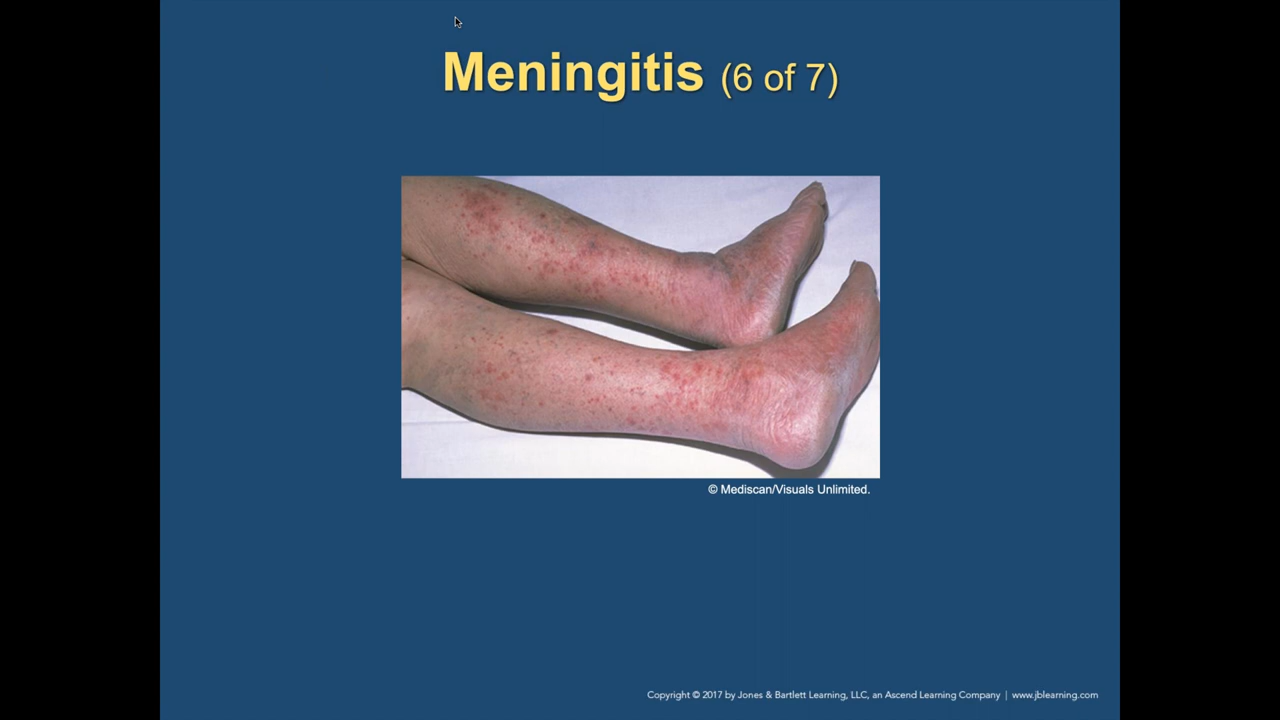 Meningitis (6 of 7)
© Mediscan/Visuals Unlimited.
Copyright © 2017 by Jones & Bartlett Learning, LLC, an Ascend Learning Company | www.jblearning.com